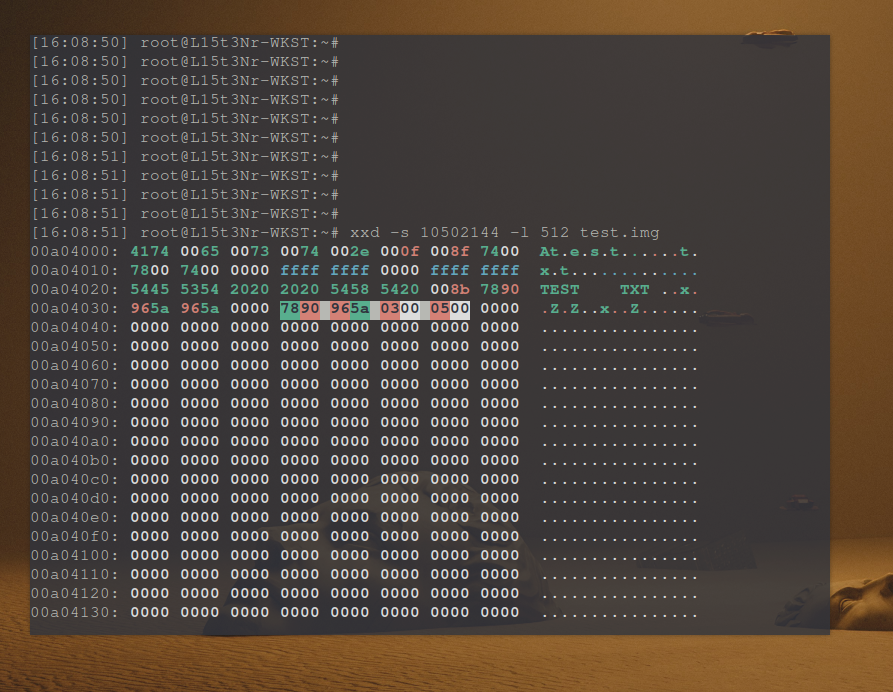 [16:08:50] root@L15t3Nr-WKST:~#
[16:08:50] root@L15t3Nr-WKST:~#
[16:08:50] root@L15t3Nr-WKST:~#
[16:08:50] root@L15t3Nr-WKST:~#
[16:08:50] root@L15t3Nr-WKST:~#
[16:08:50] root@L15t3Nr-WKST:~#
[16:08:51] root@L15t3Nr-WKST:~#
[16:08:51] root@L15t3Nr-WKST:~#
[16:08:51] root@L15t3Nr-WKST:~#
[16:08:51] root@L15t3Nr-WKST:~#
[16:08:51] root@L15t3Nr-WKST:~# xxd -s 10502144 -l 512 test.img
00a04000: 4174 0065 0073 0074 002e 000f 008f 7400 At.e.s.t......t.
00a04010: 7800 7400 0000 ffff ffff 0000 ffff ffff x.t.............
00a04020: 5445 5354 2020 2020 5458 5420 008b 7890 TEST    TXT ..x.
00a04030: 965a 965a 0000 7890 965a 0300 0500 0000 .Z.Z..x..Z......
00a04040: 0000 0000 0000 0000 0000 0000 0000 0000 ................
00a04050: 0000 0000 0000 0000 0000 0000 0000 0000 ................
00a04060: 0000 0000 0000 0000 0000 0000 0000 0000 ................
00a04070: 0000 0000 0000 0000 0000 0000 0000 0000 ................
00a04080: 0000 0000 0000 0000 0000 0000 0000 0000 ................
00a04090: 0000 0000 0000 0000 0000 0000 0000 0000 ................
00a040a0: 0000 0000 0000 0000 0000 0000 0000 0000 ................
00a040b0: 0000 0000 0000 0000 0000 0000 0000 0000 ................
00a040c0: 0000 0000 0000 0000 0000 0000 0000 0000 ................
00a040d0: 0000 0000 0000 0000 0000 0000 0000 0000 ................
00a040e0: 0000 0000 0000 0000 0000 0000 0000 0000 ................
00a040f0: 0000 0000 0000 0000 0000 0000 0000 0000 ................
00a04100: 0000 0000 0000 0000 0000 0000 0000 0000 ................
00a04110: 0000 0000 0000 0000 0000 0000 0000 0000 ................
00a04120: 0000 0000 0000 0000 0000 0000 0000 0000 ................
00a04130: 0000 0000 0000 0000 0000 0000 0000 0000 ................